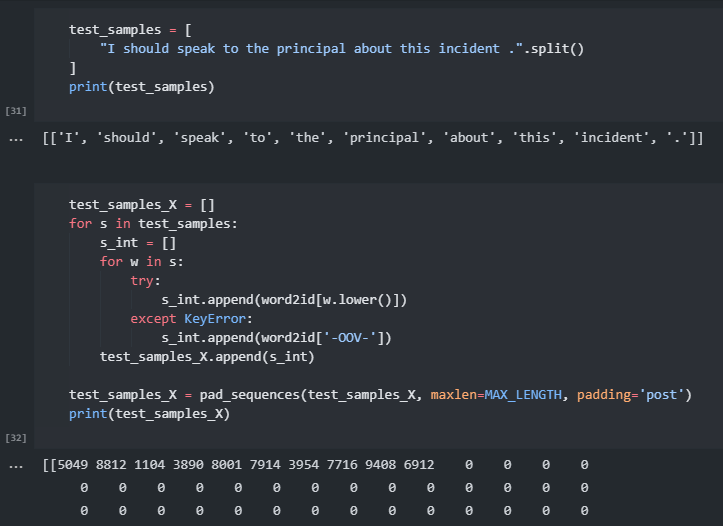 test_samples = [
    "I should speak to the principal about this incident .".split()
]
print(test_samples)
[31]
... [['I', 'should', 'speak', 'to', 'the', 'principal', 'about', 'this', 'incident', '.']]
test_samples_X = []
for s in test_samples:
    s_int = []
    for w in s:
        try:
            s_int.append(word2id[w.lower()])
        except KeyError:
            s_int.append(word2id['-OOV-'])
    test_samples_X.append(s_int)
test_samples_X = pad_sequences(test_samples_X, maxlen=MAX_LENGTH, padding='post')
print(test_samples_X)
[32]
... [[5049 8812 1104 3890 8001 7914 3954 7716 9408 6912    0    0    0    0
     0    0    0    0    0    0    0    0    0    0    0    0    0    0
     0    0    0    0    0    0    0    0    0    0    0    0    0    0